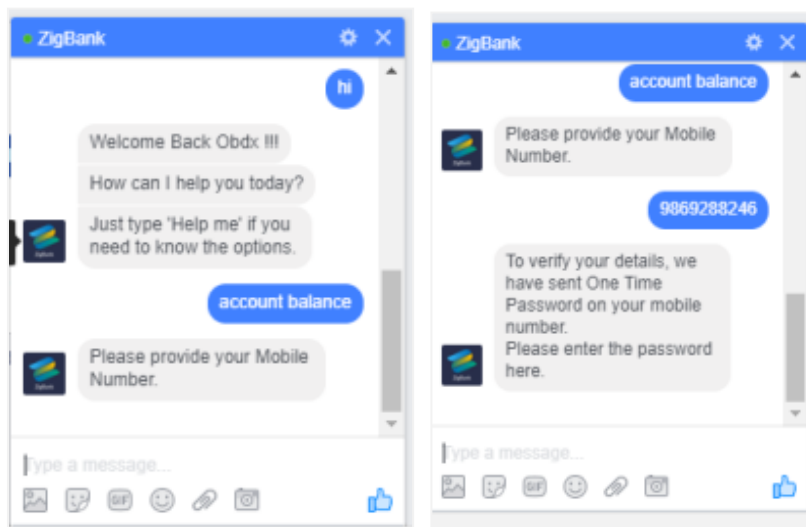 ZigBank
hi
Welcome Back Obdx !!!
How can I help you today?
Just type 'Help me' if you
need to know the options.
account balance
Please provide your Mobile
Number.
Type a message...
GIF
ZigBank
account balance
Please provide your Mobile
Number.
9869288246
To verify your details, we
have sent One Time
Password on your mobile
number.
Please enter the password
here.
Type a message...
GIF